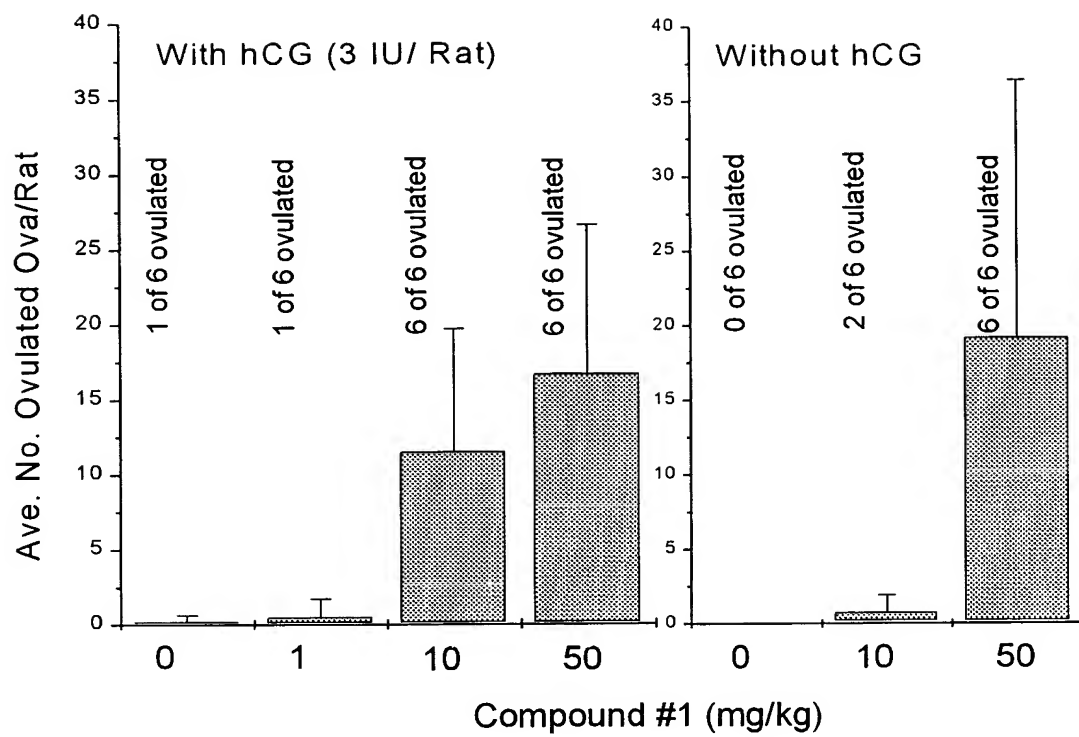 With hCG (3 IU/ Rat)
Without hCG
Ave. No. Ovulated Ova/Rat
40
35
30
25
20
15
10
5
0
1 of 6 ovulated
1 of 6 ovulated
6 of 6 ovulated
6 of 6 ovulated
0
1
10
50
40
35
30
25
20
15
10
5
0
0 of 6 ovulated
2 of 6 ovulated
6 of 6 ovulated
0
10
50
Compound #1 (mg/kg)